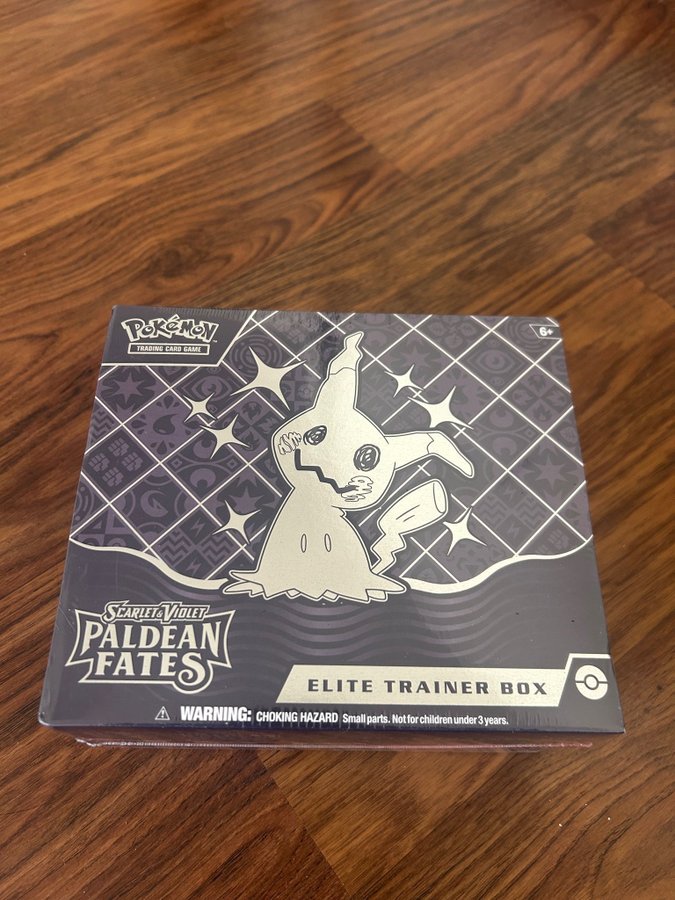 POKéMON
TRADING CARD GAME
6+
SCARLET & VIOLET
PALDEAN
FATES
ELITE TRAINER BOX
WARNING: CHOKING HAZARD Small parts. Not for children under 3 years.